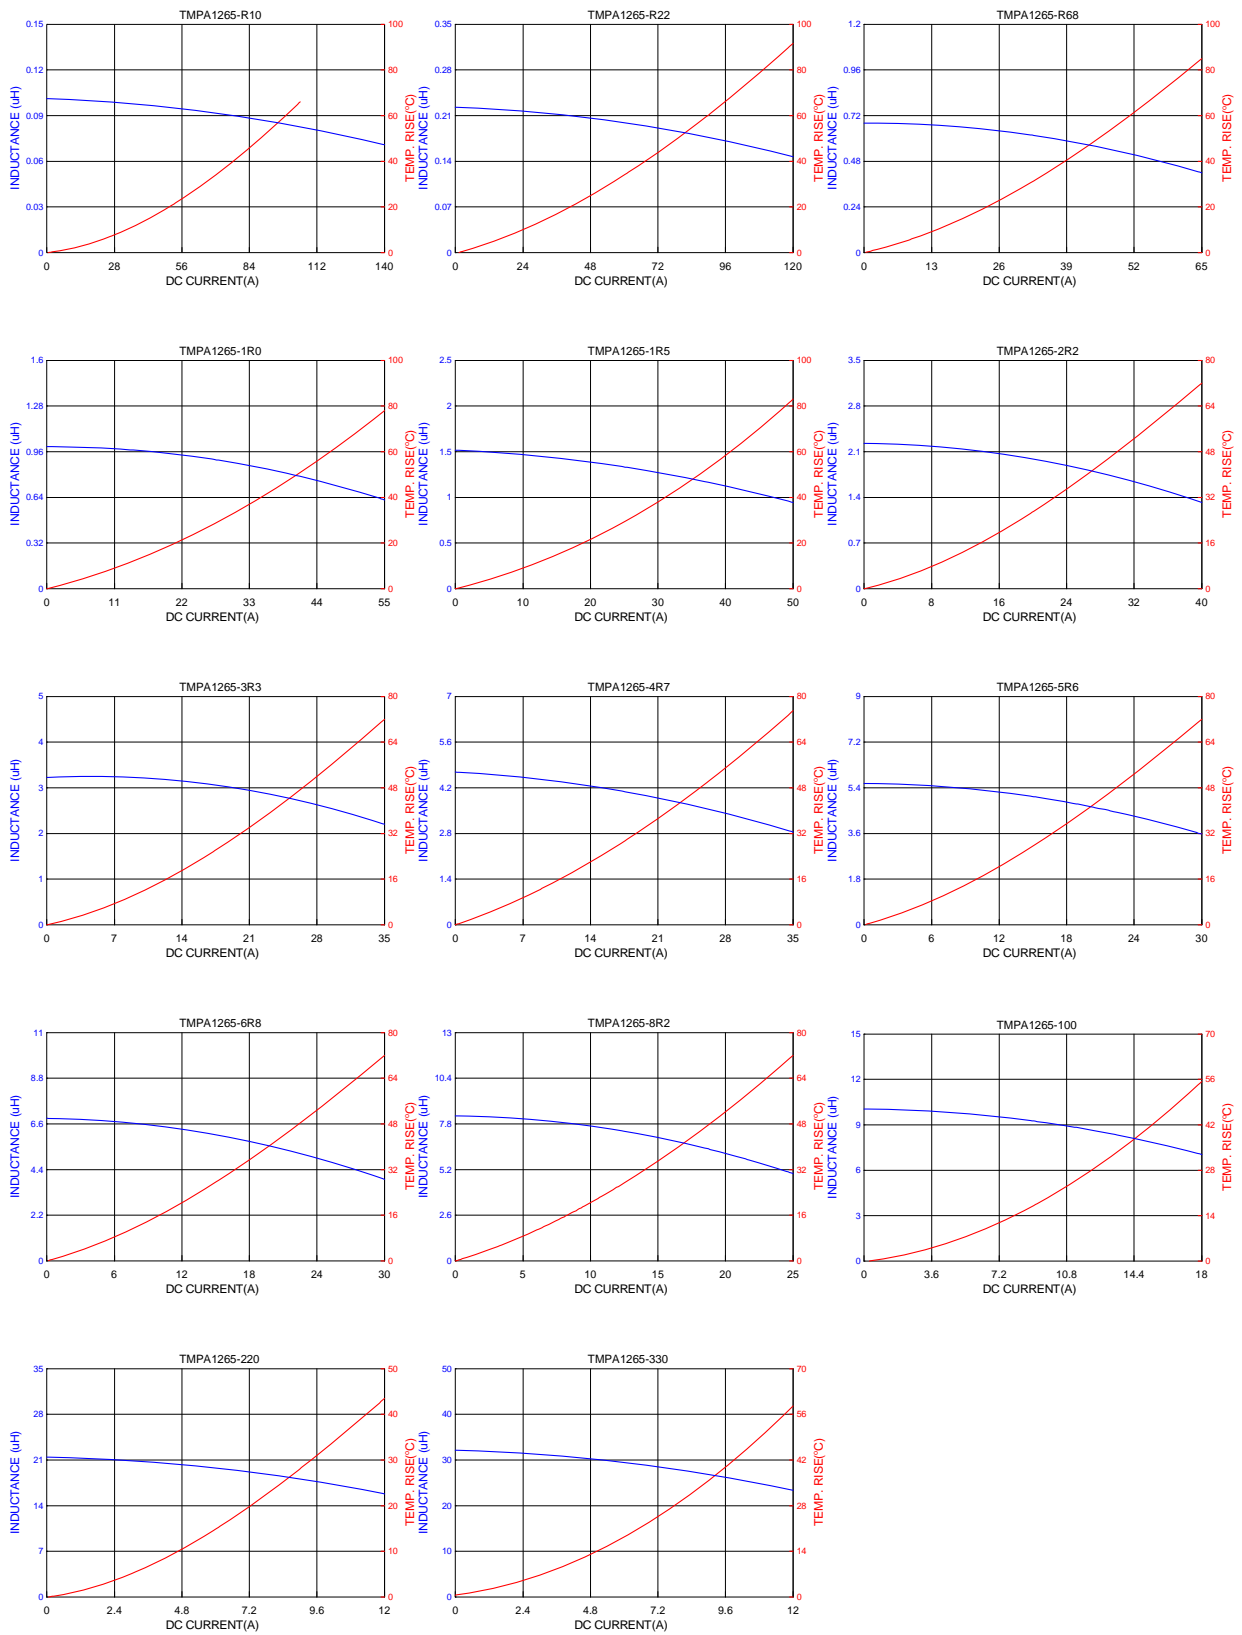 TMPA1265-R10
INDUCTANCE (uH)
0.15
0.12
0.09
0.06
0.03
0
0 28 56 84 112 140
DC CURRENT(A)
100
80
60
40
20
0
TEMP. RISE(°C)
TMPA1265-R22
INDUCTANCE (uH)
0.35
0.28
0.21
0.14
0.07
0
0 24 48 72 96 120
DC CURRENT(A)
100
80
60
40
20
0
TEMP. RISE(°C)
TMPA1265-R68
INDUCTANCE (uH)
1.2
0.96
0.72
0.48
0.24
0
0 13 26 39 52 65
DC CURRENT(A)
100
80
60
40
20
0
TEMP. RISE(°C)
TMPA1265-1R0
INDUCTANCE (uH)
1.6
1.28
0.96
0.64
0.32
0
0 11 22 33 44 55
DC CURRENT(A)
100
80
60
40
20
0
TEMP. RISE(°C)
TMPA1265-1R5
INDUCTANCE (uH)
2.5
2
1.5
1
0.5
0
0 10 20 30 40 50
DC CURRENT(A)
100
80
60
40
20
0
TEMP. RISE(°C)
TMPA1265-2R2
INDUCTANCE (uH)
3.5
2.8
2.1
1.4
0.7
0
0 8 16 24 32 40
DC CURRENT(A)
80
64
48
32
16
0
TEMP. RISE(°C)
TMPA1265-3R3
INDUCTANCE (uH)
5
4
3
2
1
0
0 7 14 21 28 35
DC CURRENT(A)
80
64
48
32
16
0
TEMP. RISE(°C)
TMPA1265-4R7
INDUCTANCE (uH)
7
5.6
4.2
2.8
1.4
0
0 7 14 21 28 35
DC CURRENT(A)
80
64
48
32
16
0
TEMP. RISE(°C)
TMPA1265-5R6
INDUCTANCE (uH)
9
7.2
5.4
3.6
1.8
0
0 6 12 18 24 30
DC CURRENT(A)
80
64
48
32
16
0
TEMP. RISE(°C)
TMPA1265-6R8
INDUCTANCE (uH)
11
8.8
6.6
4.4
2.2
0
0 6 12 18 24 30
DC CURRENT(A)
80
64
48
32
16
0
TEMP. RISE(°C)
TMPA1265-8R2
INDUCTANCE (uH)
13
10.4
7.8
5.2
2.6
0
0 5 10 15 20 25
DC CURRENT(A)
80
64
48
32
16
0
TEMP. RISE(°C)
TMPA1265-100
INDUCTANCE (uH)
15
12
9
6
3
0
0 3.6 7.2 10.8 14.4 18
DC CURRENT(A)
70
56
42
28
14
0
TEMP. RISE(°C)
TMPA1265-220
INDUCTANCE (uH)
35
28
21
14
7
0
0 2.4 4.8 7.2 9.6 12
DC CURRENT(A)
50
40
30
20
10
0
TEMP. RISE(°C)
TMPA1265-330
INDUCTANCE (uH)
50
40
30
20
10
0
0 2.4 4.8 7.2 9.6 12
DC CURRENT(A)
70
56
42
28
14
0
TEMP. RISE(°C)